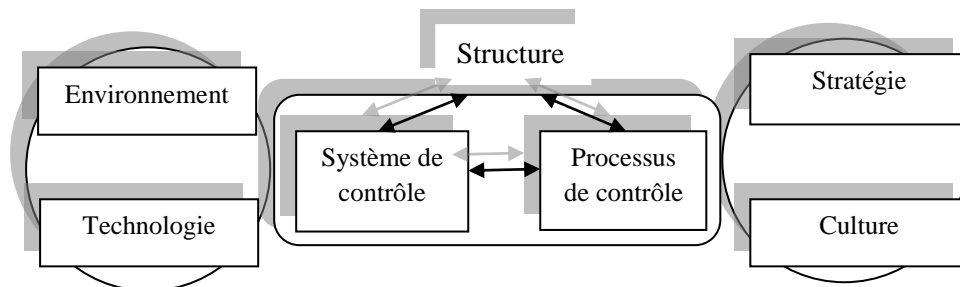 Structure
Environnement
Stratégie
Système de
contrôle
Processus
de contrôle
Technologie
Culture